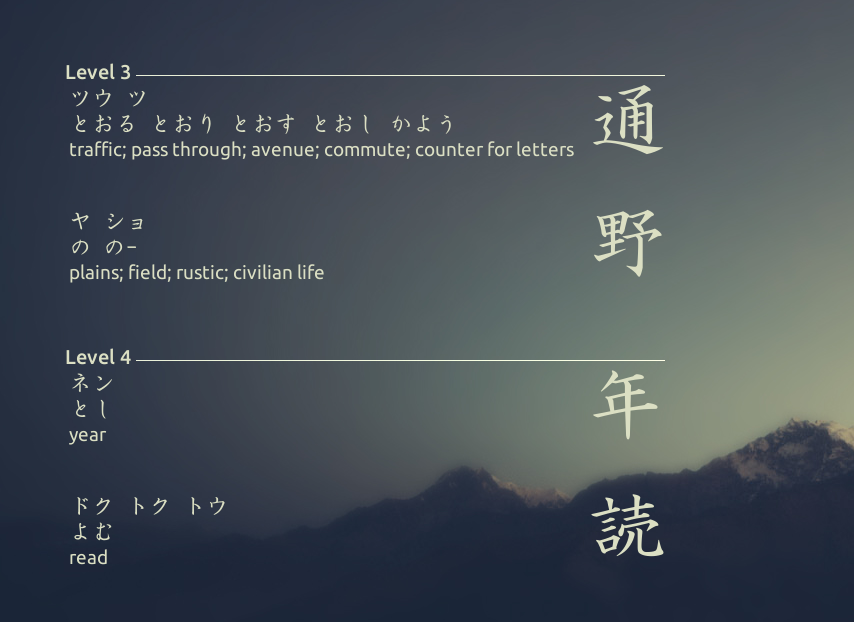 Level 3
ツウ ツ
とおる とおり とおす とおし かよう
traffic; pass through; avenue; commute; counter for letters
通
ヤ ショ
の の-
plains; field; rustic; civilian life
野
Level 4
ネン
とし
year
年
ドク トク トウ
よむ
read
読